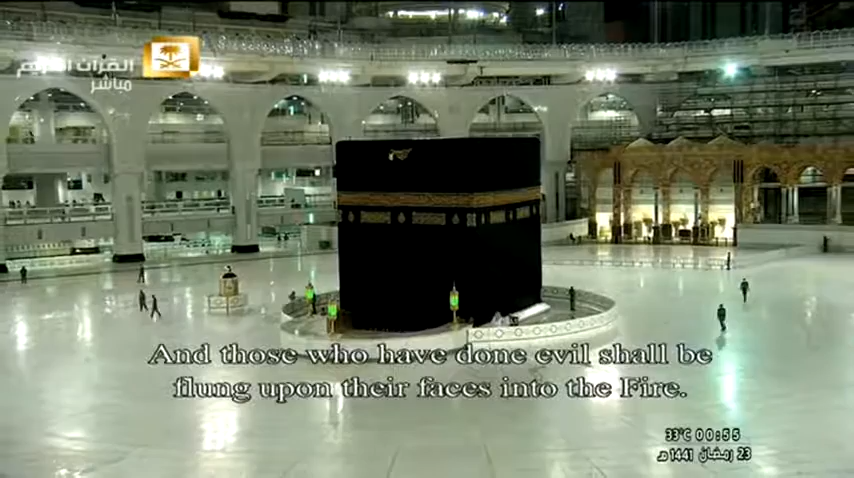 القرآن الكريم
مباشر
And those who have done evil shall be
flung upon their faces into the Fire.
33°C 00:55
23 رمضان 1441 هـ